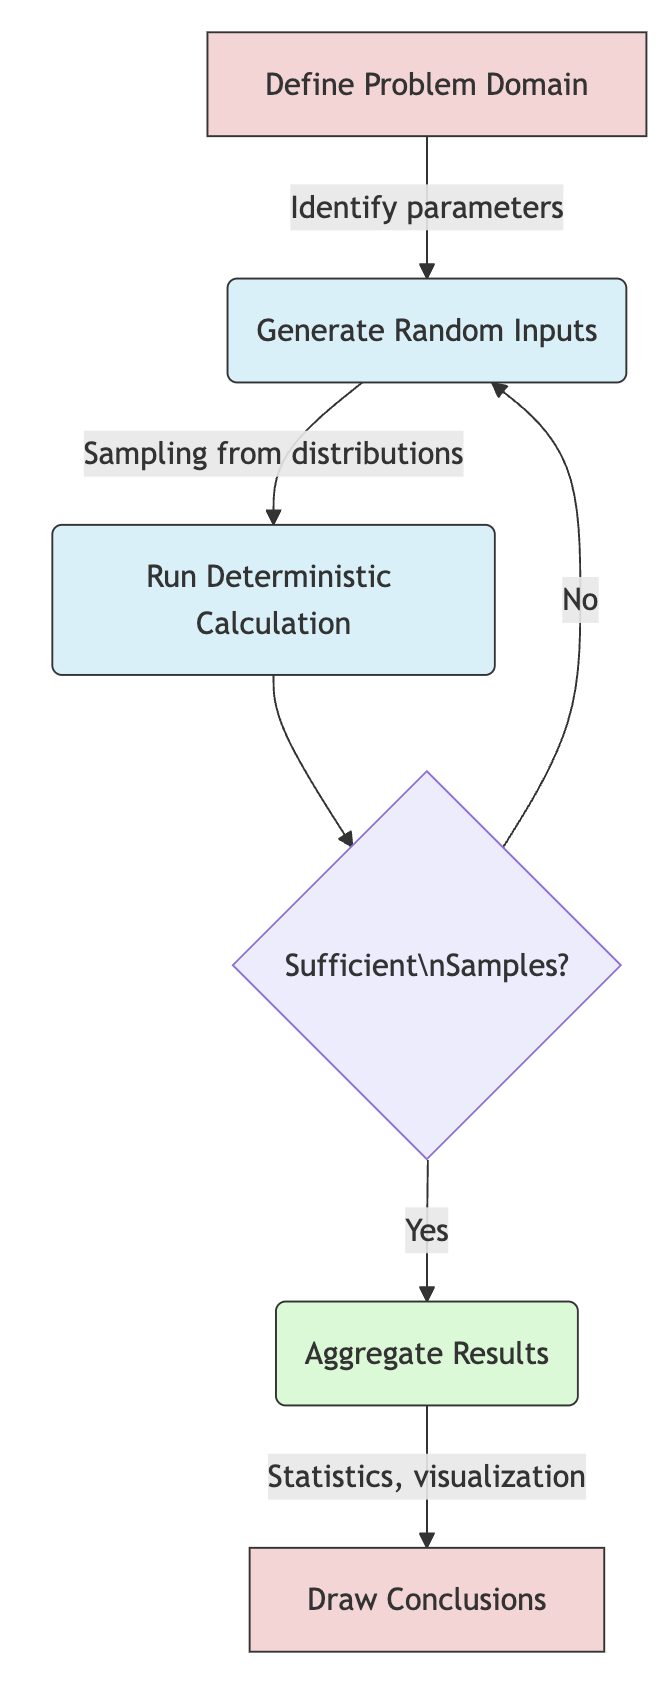 Define Problem Domain
Identify parameters
Generate Random Inputs
Sampling from distributions
Run Deterministic
Calculation
No
Sufficient\nSamples?
Yes
Aggregate Results
Statistics, visualization
Draw Conclusions